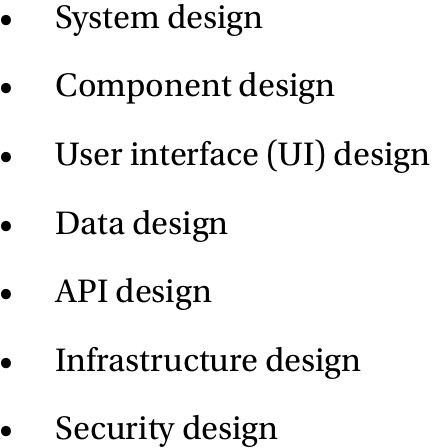 • System design
• Component design
• User interface (UI) design
• Data design
• API design
• Infrastructure design
• Security design